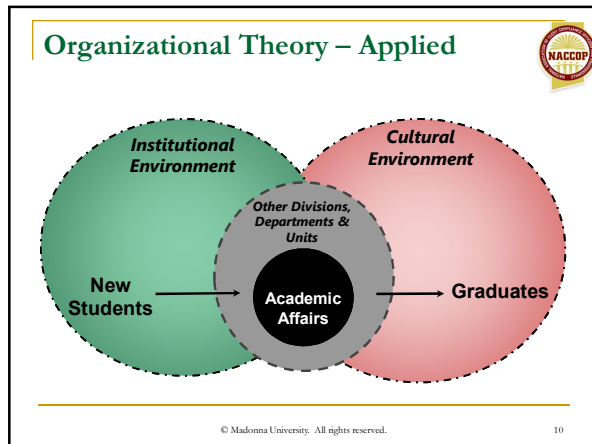 Organizational Theory – Applied
NACCOP
Institutional
Environment
Cultural
Environment
Other Divisions,
Departments &
Units
New
Students
Academic
Affairs
Graduates
© Madonna University. All rights reserved.
10